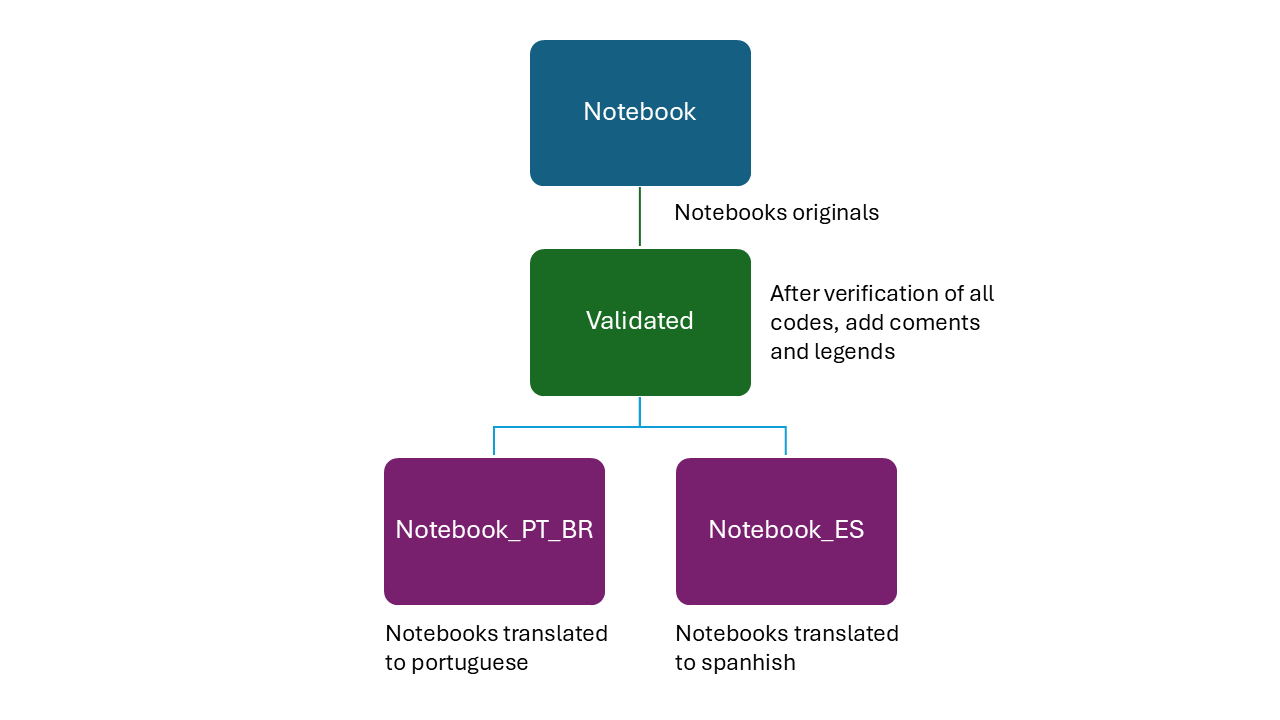 Notebook
Notebooks originals
Validated
After verification of all
codes, add coments
and legends
Notebook_PT_BR
Notebook_ES
Notebooks translated
to portuguese
Notebooks translated
to spanhish